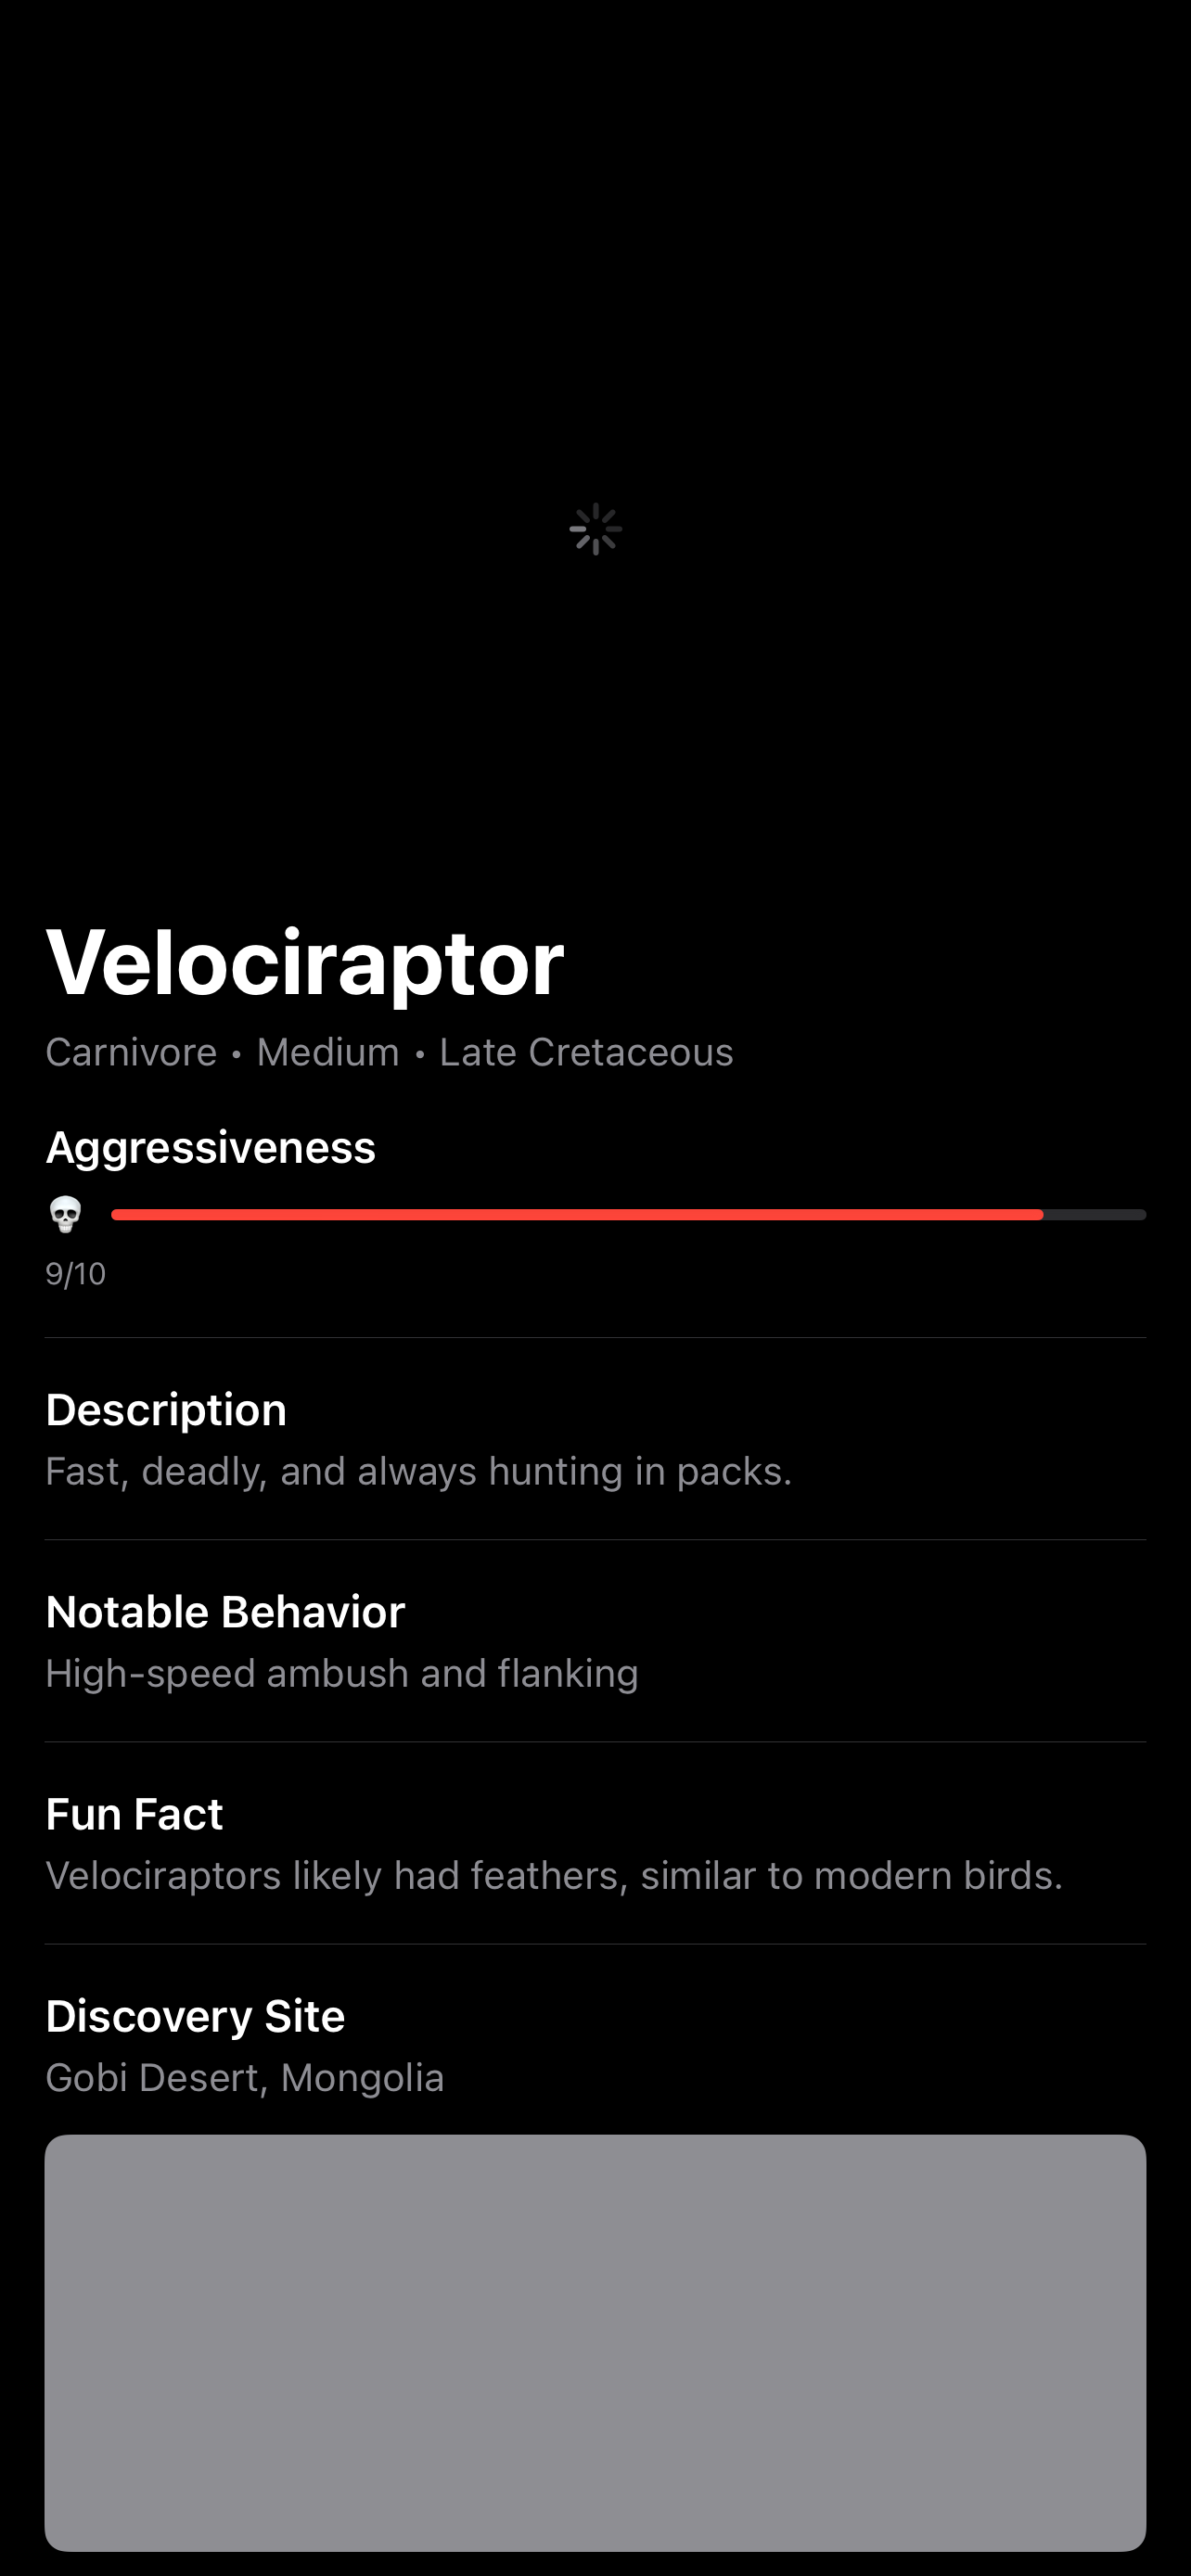 Velociraptor
Carnivore • Medium • Late Cretaceous
Aggressiveness
💀
9/10
Description
Fast, deadly, and always hunting in packs.
Notable Behavior
High-speed ambush and flanking
Fun Fact
Velociraptors likely had feathers, similar to modern birds.
Discovery Site
Gobi Desert, Mongolia